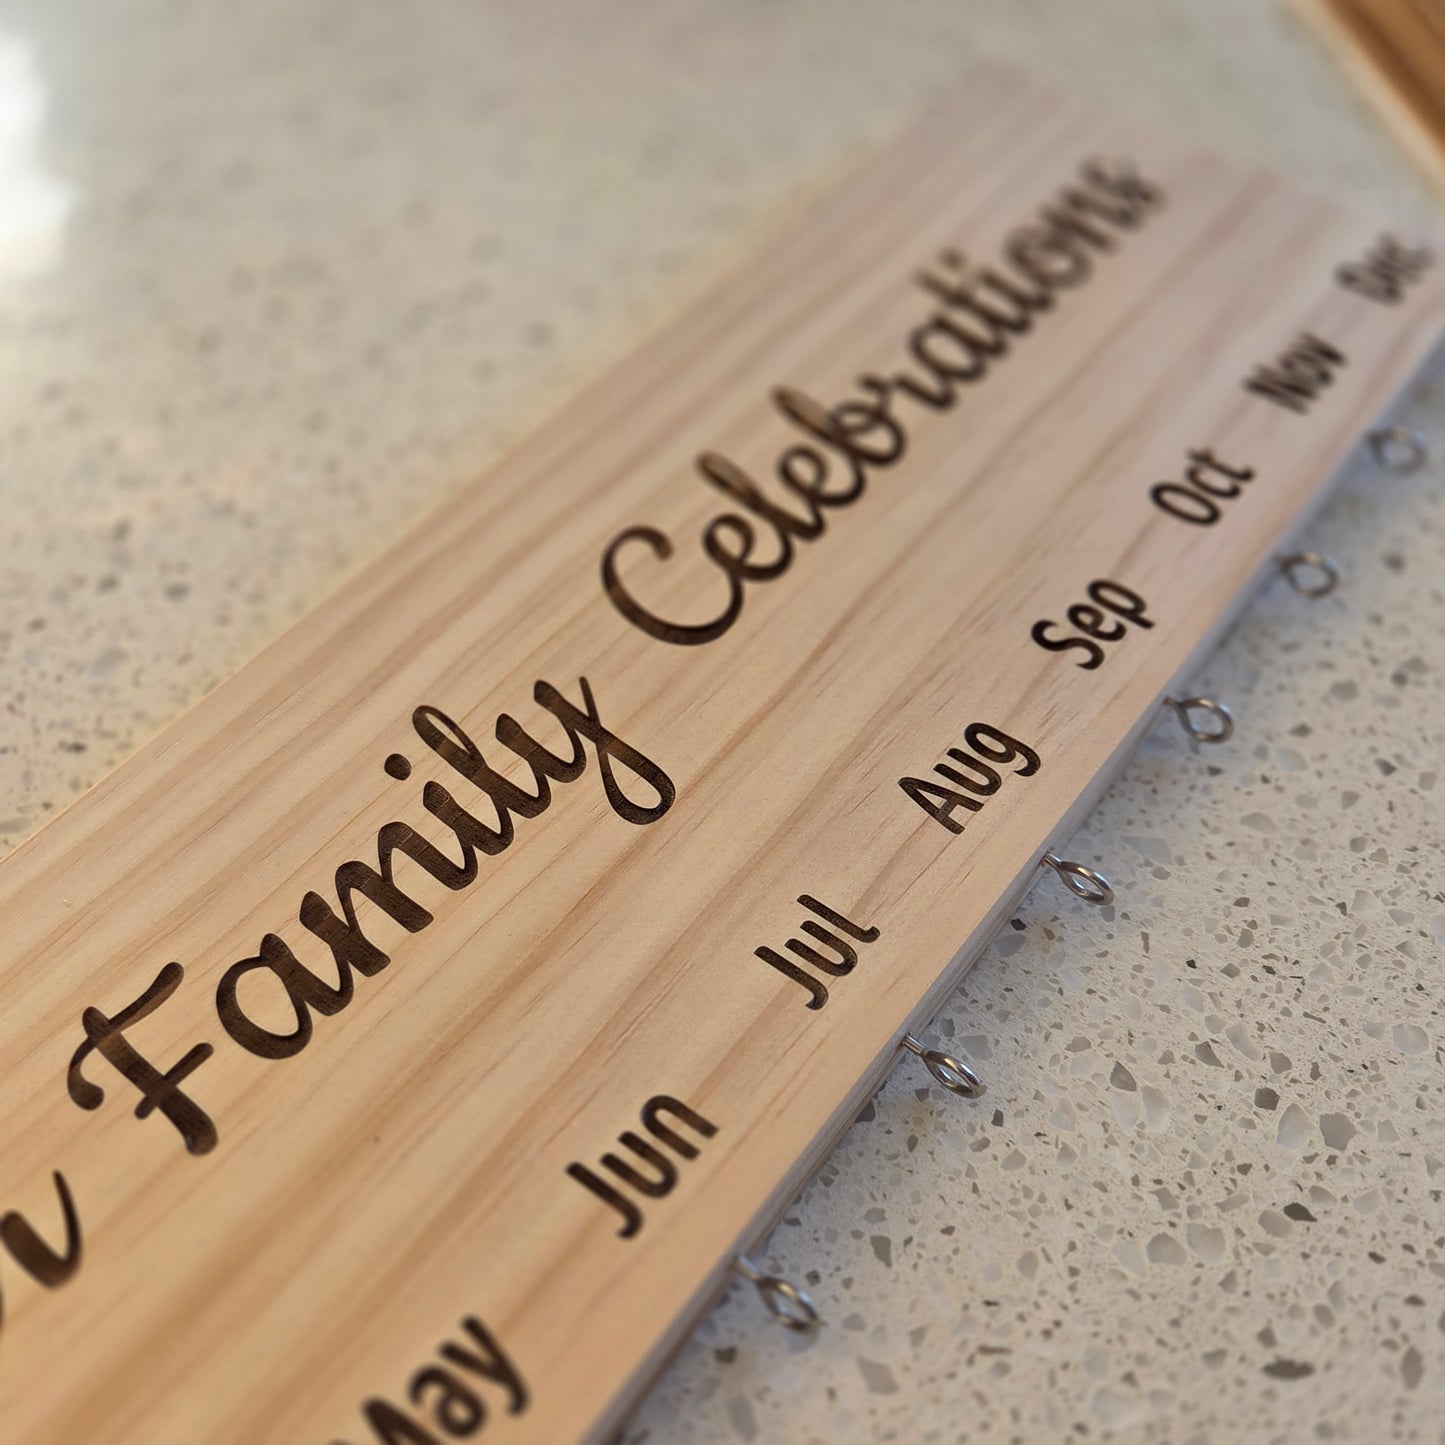 Family Celebrations
May Jun Jul Aug Sep Oct Nov Dec